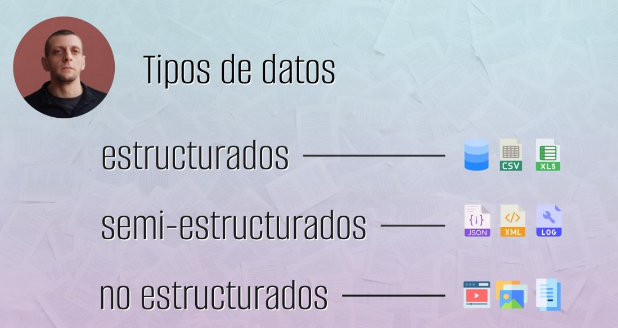 Tipos de datos
estructurados CSV XLS
semi-estructurados {i} JSON </> XML LOG
no estructurados